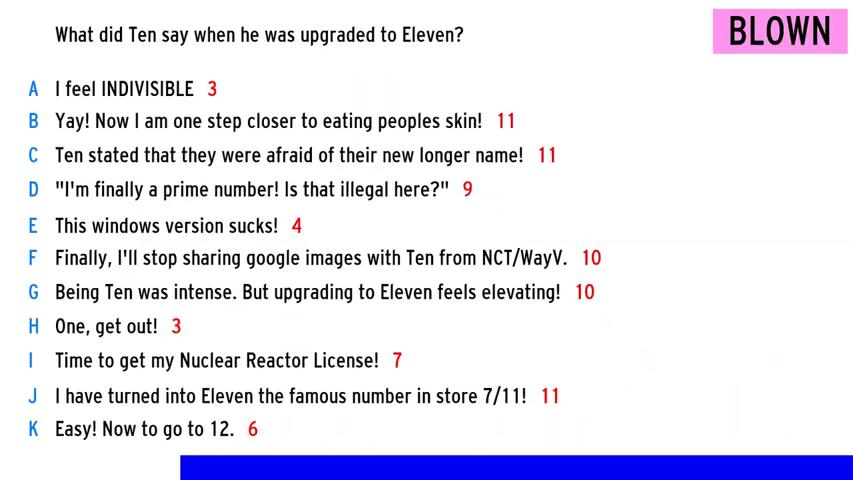 What did Ten say when he was upgraded to Eleven?
BLOWN
A I feel INDIVISIBLE 3
B Yay! Now I am one step closer to eating peoples skin! 11
C Ten stated that they were afraid of their new longer name! 11
D "I'm finally a prime number! Is that illegal here?" 9
E This windows version sucks! 4
F Finally, I'll stop sharing google images with Ten from NCT/WayV. 10
G Being Ten was intense. But upgrading to Eleven feels elevating! 10
H One, get out! 3
I Time to get my Nuclear Reactor License! 7
J I have turned into Eleven the famous number in store 7/11! 11
K Easy! Now to go to 12. 6